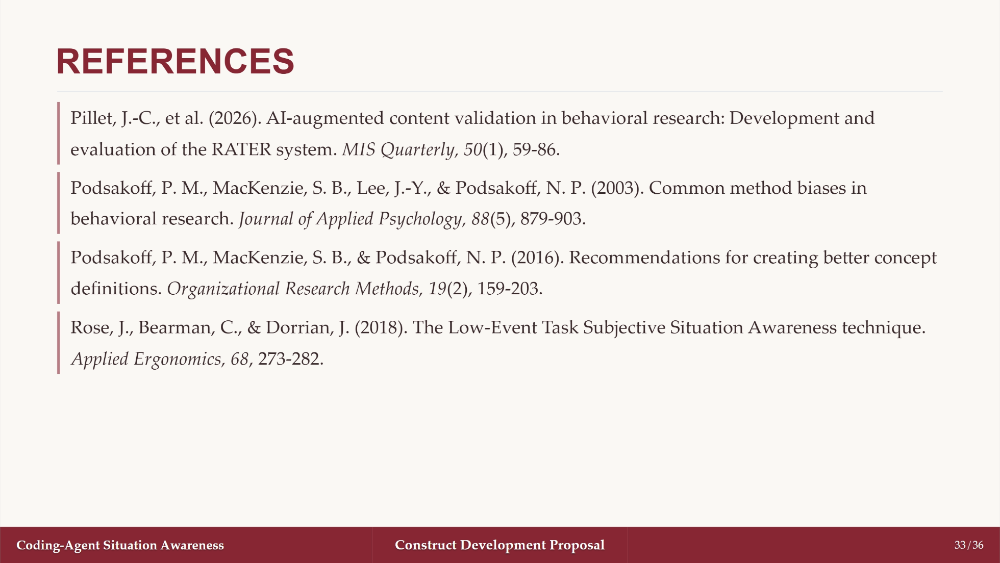 REFERENCES
Pillet, J.-C., et al. (2026). AI-augmented content validation in behavioral research: Development and
evaluation of the RATER system. MIS Quarterly, 50(1), 59-86.
Podsakoff, P. M., MacKenzie, S. B., Lee, J.-Y., & Podsakoff, N. P. (2003). Common method biases in
behavioral research. Journal of Applied Psychology, 88(5), 879-903.
Podsakoff, P. M., MacKenzie, S. B., & Podsakoff, N. P. (2016). Recommendations for creating better concept
definitions. Organizational Research Methods, 19(2), 159-203.
Rose, J., Bearman, C., & Dorrian, J. (2018). The Low-Event Task Subjective Situation Awareness technique.
Applied Ergonomics, 68, 273-282.
Coding-Agent Situation Awareness
Construct Development Proposal
33/36